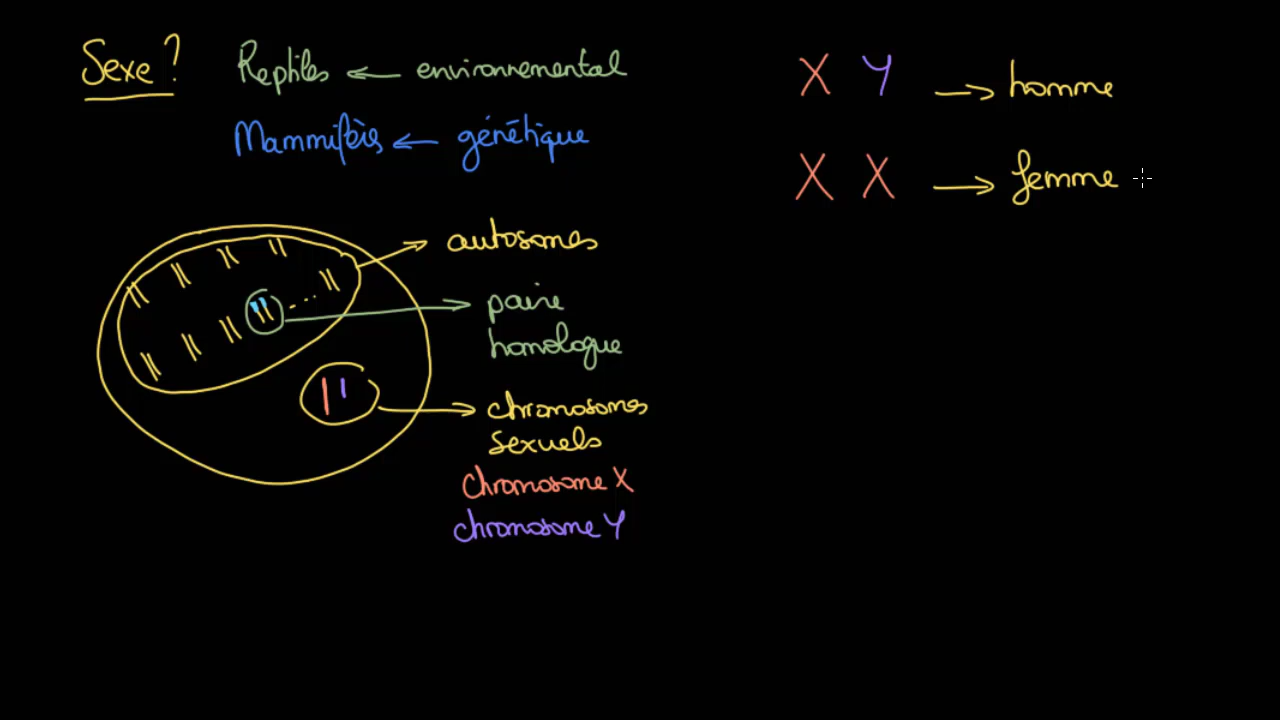 Sexe?
Reptiles ← environnemental
Mammifères ← génétique
X Y → homme
X X → femme
autosomes
paire
homologue
chromosomes
sexuels
chromosome X
chromosome Y